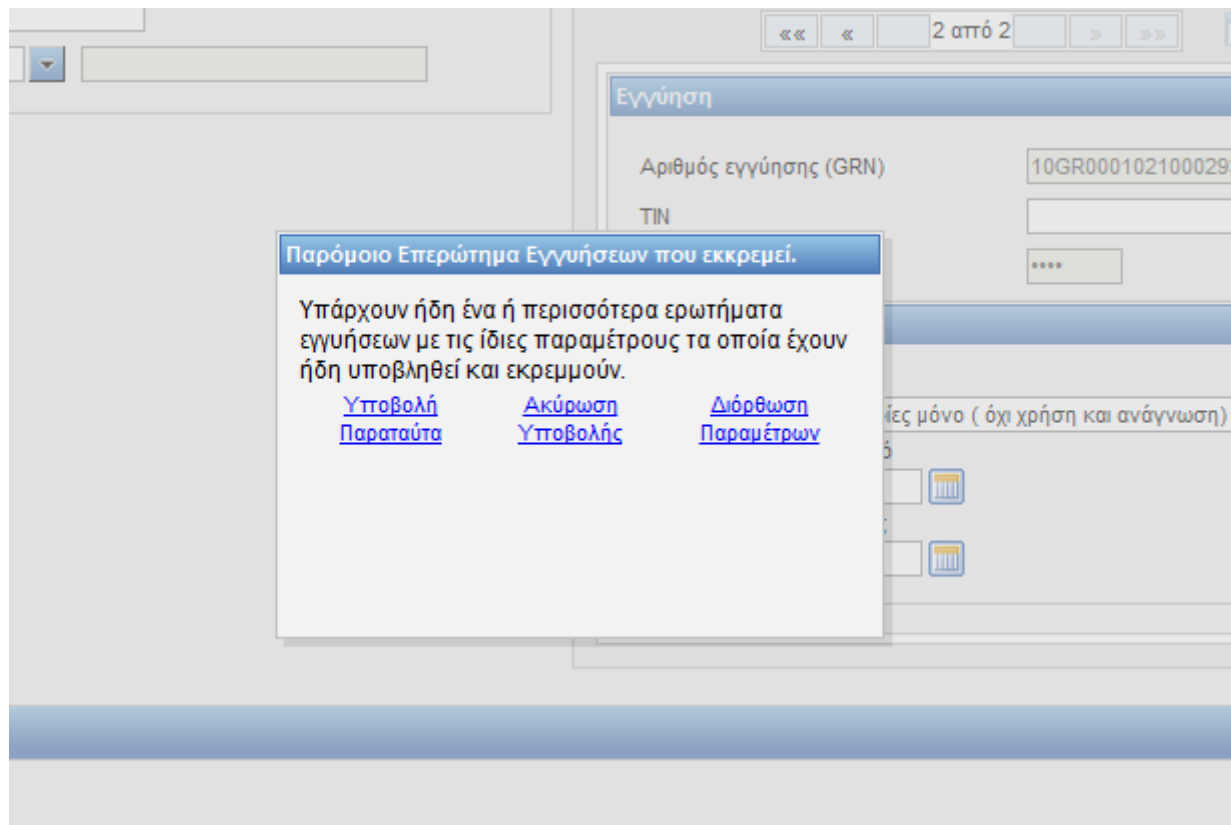 «« « 2 από 2 » »»
Εγγύηση
Αριθμός εγγύησης (GRN) 10GR00010210029
TIN
••••
Παρόμοιο Επερώτημα Εγγυήσεων που εκκρεμεί.
Υπάρχουν ήδη ένα ή περισσότερα ερωτήματα
εγγυήσεων με τις ίδιες παραμέτρους τα οποία έχουν
ήδη υποβληθεί και εκρεμμούν.
Υποβολή Ακύρωση Διόρθωση
Παραταύτα Υποβολής Παραμέτρων
μόνο ( όχι χρήση και ανάγνωση)